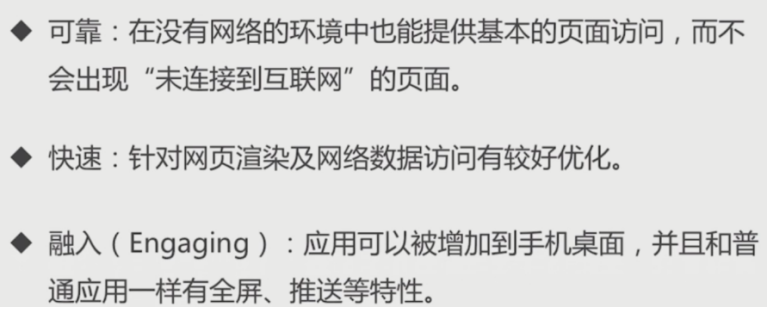 ◆ 可靠：在没有网络的环境中也能提供基本的页面访问，而不
会出现“未连接到互联网”的页面。
◆ 快速：针对网页渲染及网络数据访问有较好优化。
◆ 融入（Engaging）：应用可以被增加到手机桌面，并且和普
通应用一样有全屏、推送等特性。